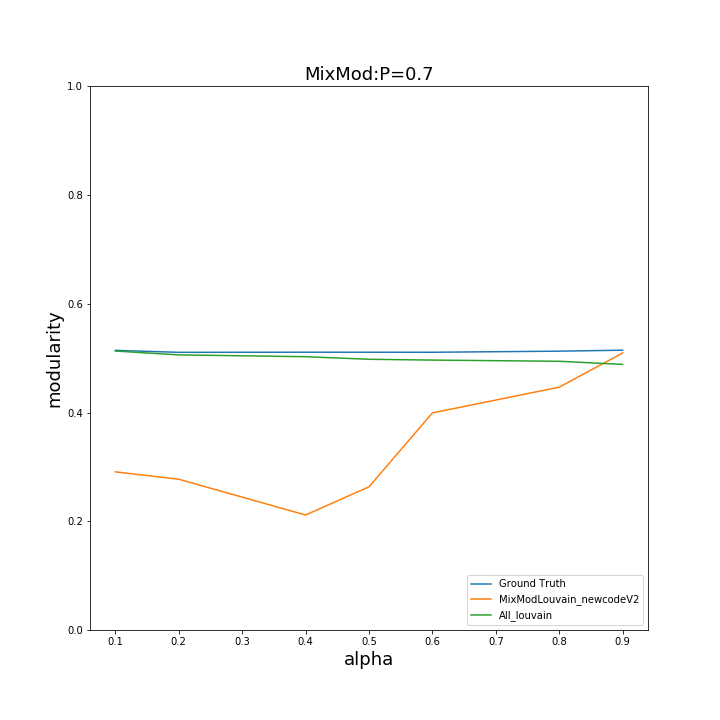 MixMod:P=0.7
1.0
0.8
0.6
0.4
0.2
0.0
modularity
0.1 0.2 0.3 0.4 0.5 0.6 0.7 0.8 0.9
alpha
Ground Truth
MixModLouvain_newcodeV2
All_louvain